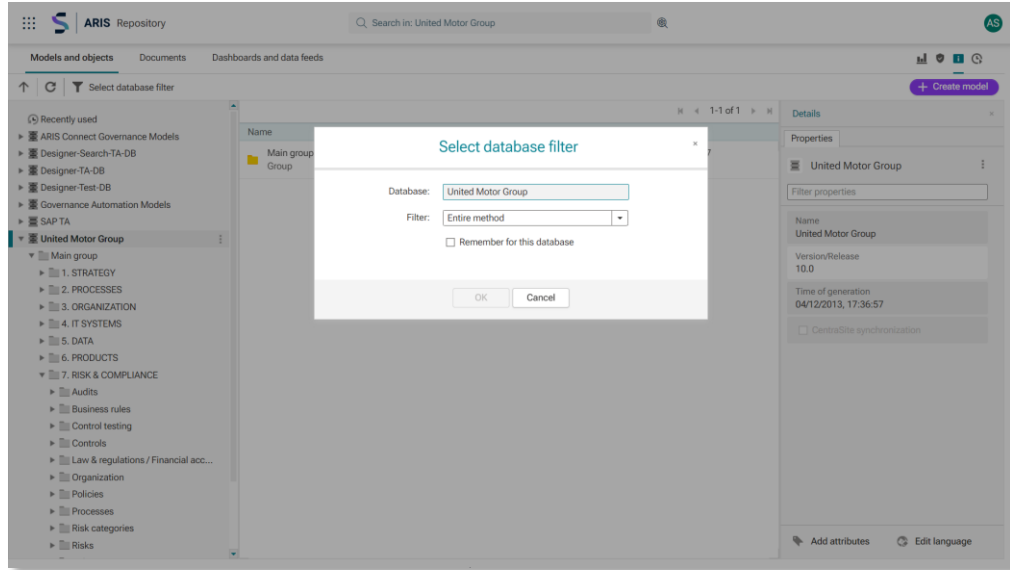 ARIS Repository
Search in: United Motor Group
AS
Models and objects
Documents
Dashboards and data feeds
Select database filter
+ Create model
Recently used
ARIS Connect Governance Models
Designer-Search-TA-DB
Designer-TA-DB
Designer-Test-DB
Governance Automation Models
SAP TA
United Motor Group
Main group
1. STRATEGY
2. PROCESSES
3. ORGANIZATION
4. IT SYSTEMS
5. DATA
6. PRODUCTS
7. RISK & COMPLIANCE
Audits
Business rules
Control testing
Controls
Law & regulations / Financial acc...
Organization
Policies
Processes
Risk categories
Risks
1-1 of 1
Name
Main group
Group
7
Select database filter
Database: United Motor Group
Filter: Entire method
Remember for this database
OK
Cancel
Details
Properties
United Motor Group
Filter properties
Name
United Motor Group
Version/Release
10.0
Time of generation
04/12/2013, 17:36:57
CentraSite synchronization
Add attributes
Edit language